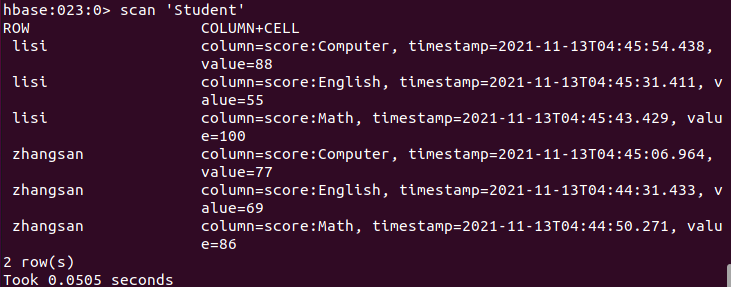 hbase:023:0> scan 'Student'
ROW                   COLUMN+CELL
 lisi                 column=score:Computer, timestamp=2021-11-13T04:45:54.438,
                      value=88
 lisi                 column=score:English, timestamp=2021-11-13T04:45:31.411, v
                      alue=55
 lisi                 column=score:Math, timestamp=2021-11-13T04:45:43.429, valu
                      e=100
 zhangsan             column=score:Computer, timestamp=2021-11-13T04:45:06.964,
                      value=77
 zhangsan             column=score:English, timestamp=2021-11-13T04:44:31.433, v
                      alue=69
 zhangsan             column=score:Math, timestamp=2021-11-13T04:44:50.271, valu
                      e=86
2 row(s)
Took 0.0505 seconds